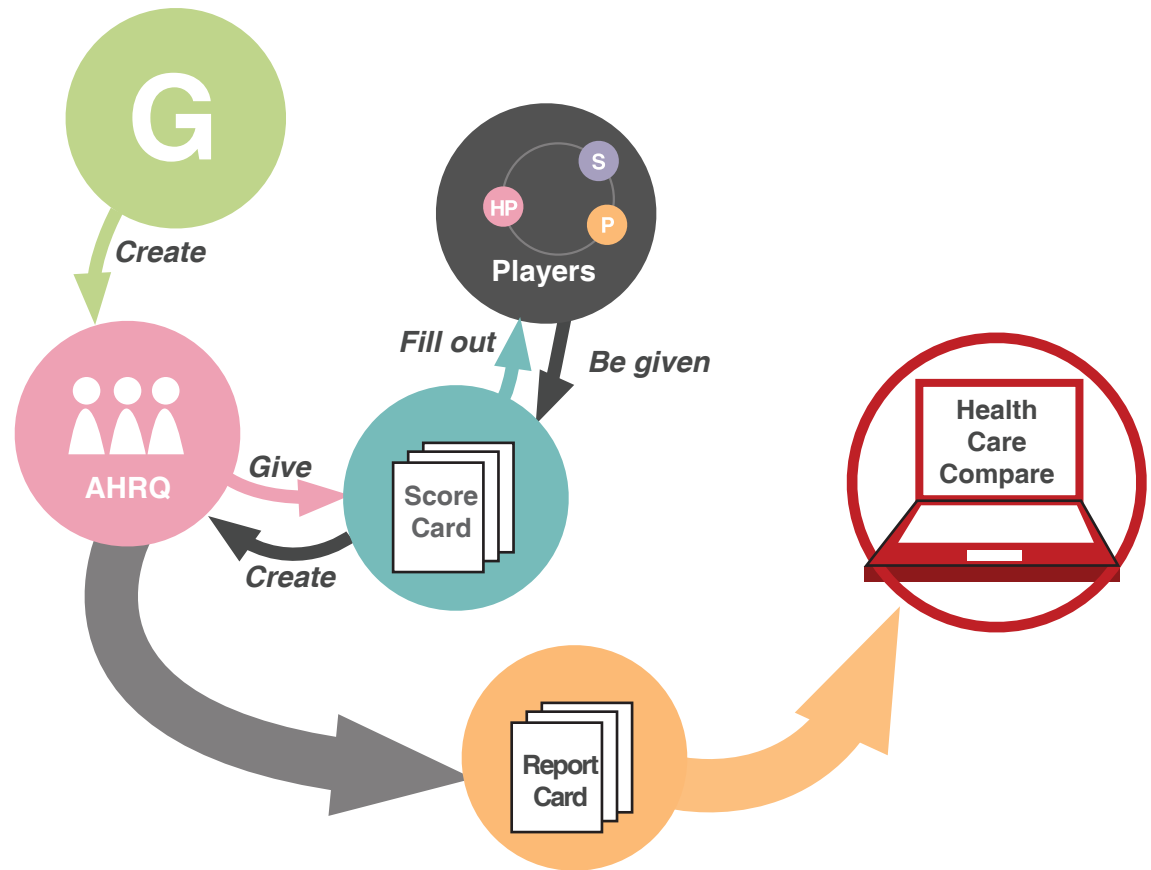 G
Create
S
HP
P
Players
Fill out
Be given
AHRQ
Give
Score
Card
Create
Health
Care
Compare
Report
Card